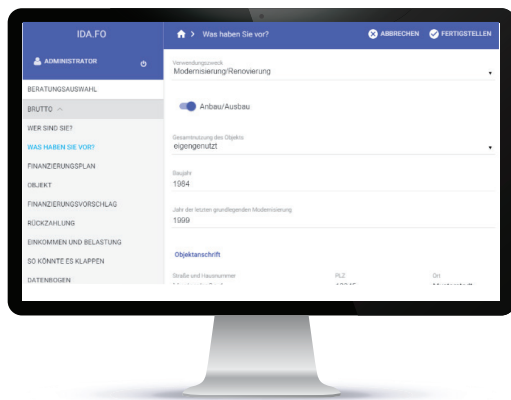 IDA.FO
Was haben Sie vor?
ABBRECHEN
FERTIGSTELLEN
ADMINISTRATOR
BERATUNGSAUSWAHL
BRUTTO
WER SIND SIE?
WAS HABEN SIE VOR?
FINANZIERUNGSPLAN
OBJEKT
FINANZIERUNGSVORSCHLAG
RÜCKZAHLUNG
EINKOMMEN UND BELASTUNG
SO KÖNNTE ES KLAPPEN
DATENBOGEN
Verwendungszweck
Modernisierung/Renovierung
Anbau/Ausbau
Gesamtnutzung des Objekts
eigengenutzt
Baujahr
1984
Jahr der letzten grundlegenden Modernisierung
1999
Objektanschrift
Straße und Hausnummer
PLZ
Ort